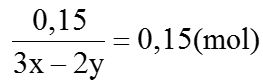 0,15 / (3x – 2y) = 0,15(mol)